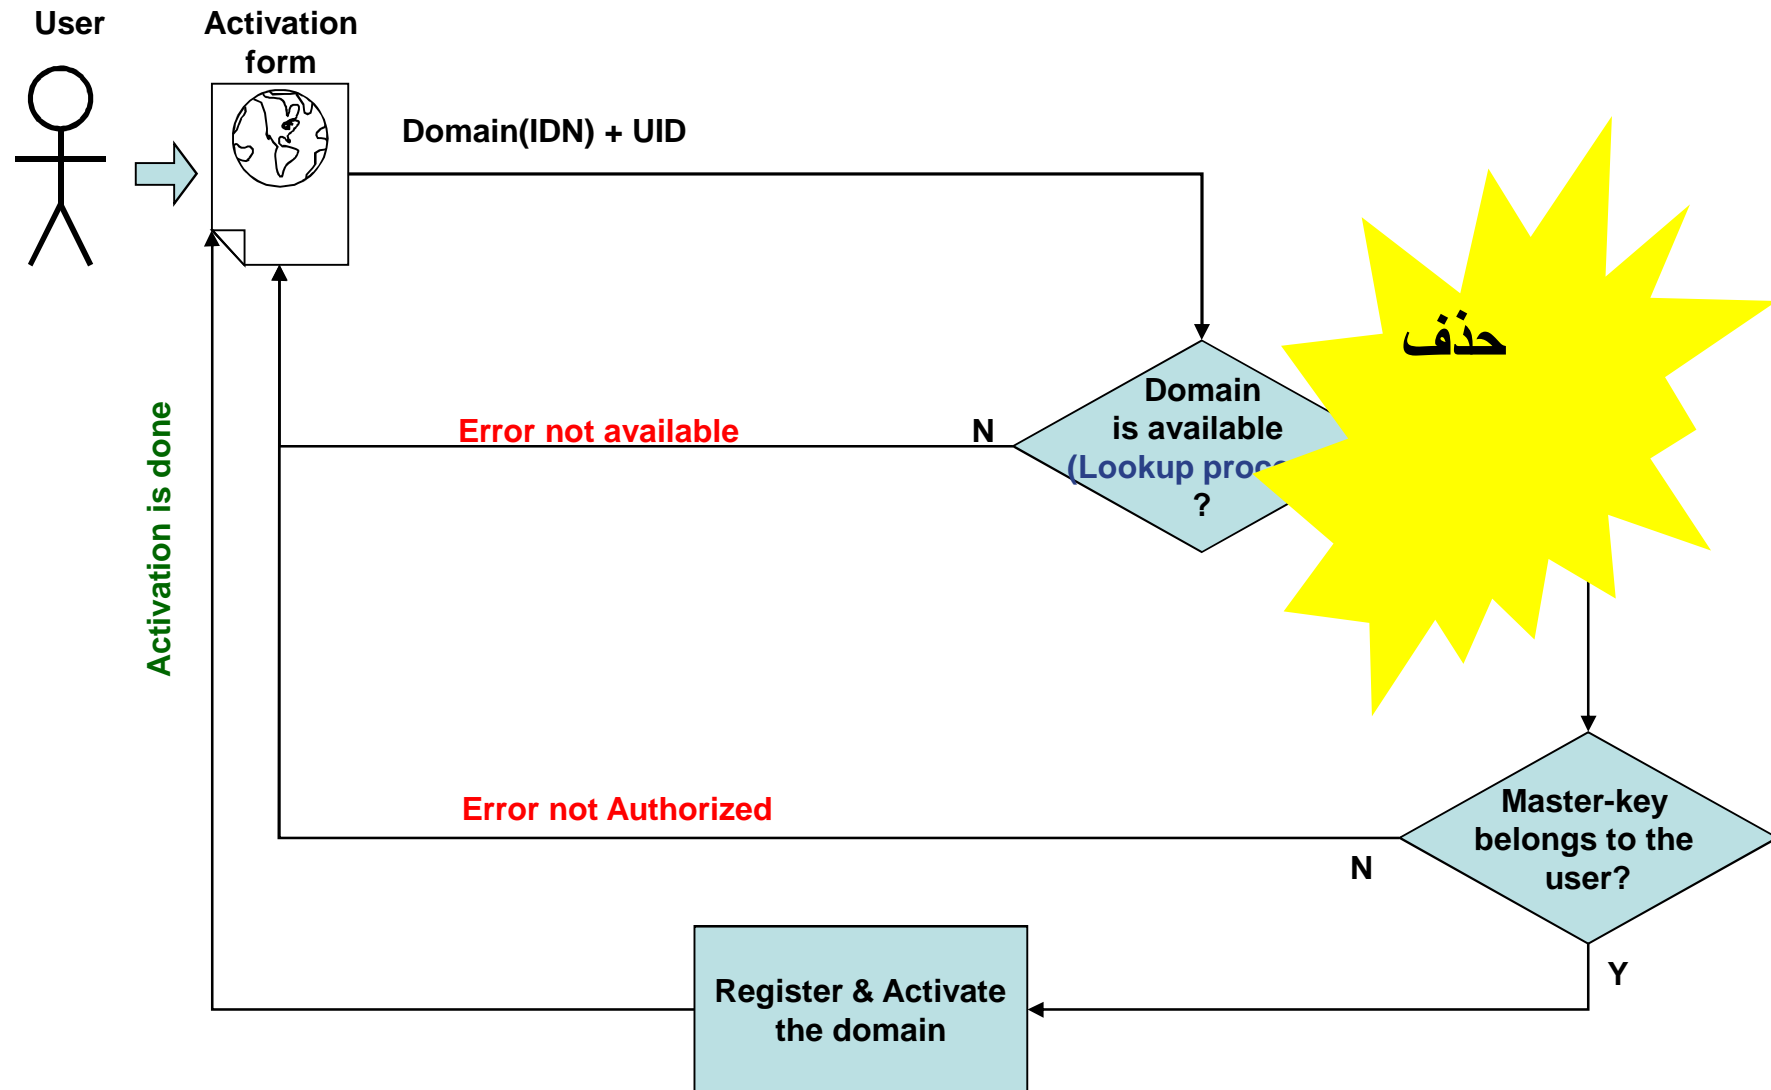 User
Activation
form
Domain(IDN) + UID
حذف
Domain
is available
(Lookup
?
N
Error not available
Activation is done
Error not Authorized
Master-key
belongs to the
user?
N
Y
Register & Activate
the domain